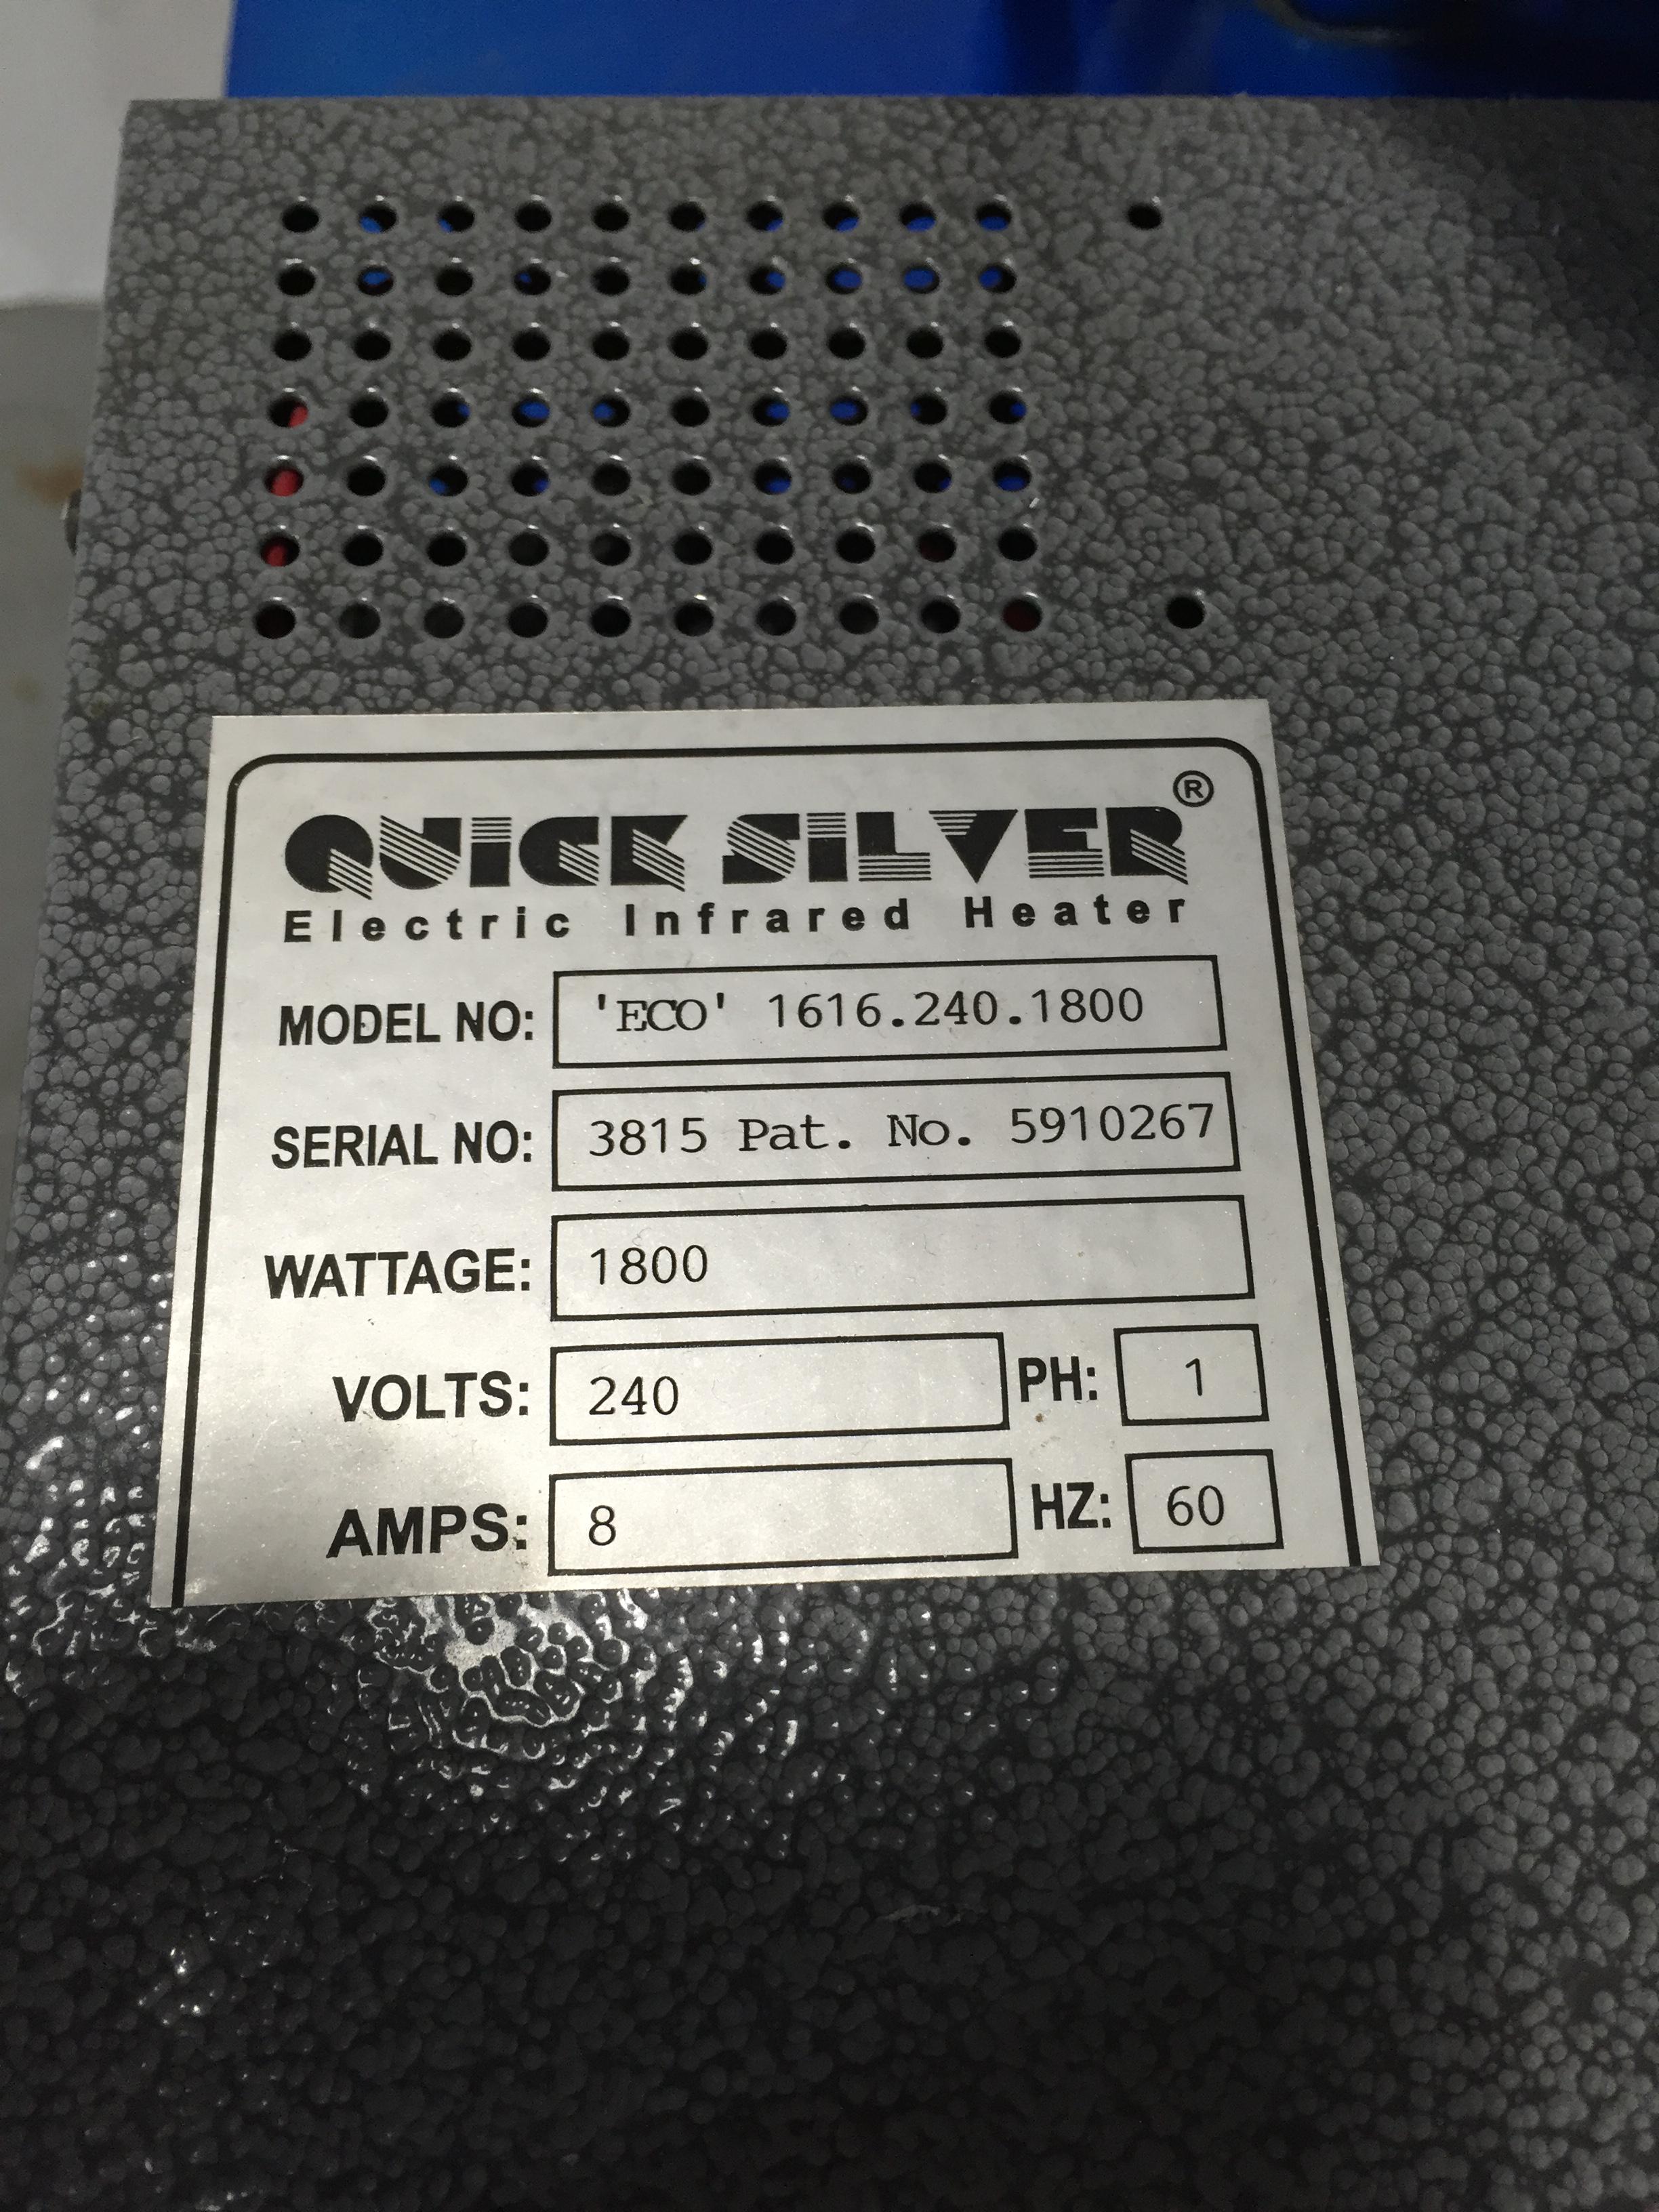 QUICK SILVER®
Electric Infrared Heater
MODEL NO: 'ECO' 1616.240.1800
SERIAL NO: 3815 Pat. No. 5910267
WATTAGE: 1800
VOLTS: 240 PH: 1
AMPS: 8 HZ: 60